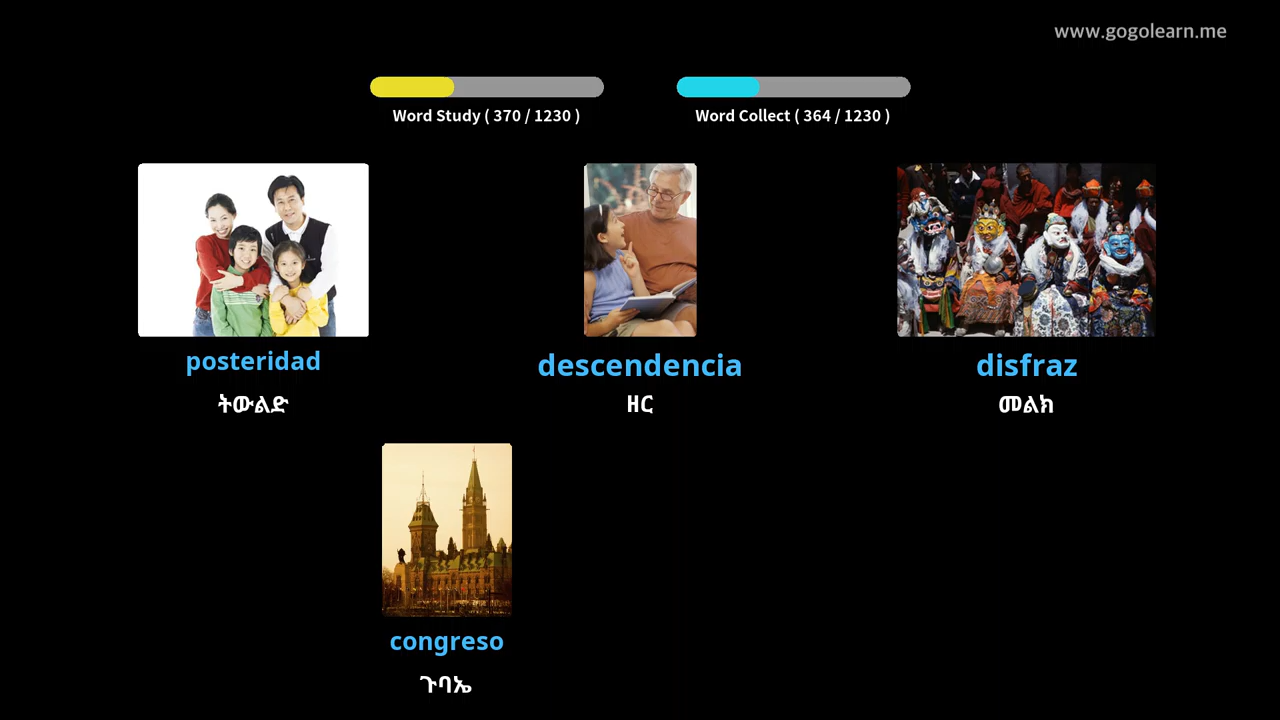 www.gogolearn.me
Word Study ( 370 / 1230 )
Word Collect ( 364 / 1230 )
posteridad
descendencia
disfraz
ትውልድ
ዘር
መልክ
congreso
ጉባኤ